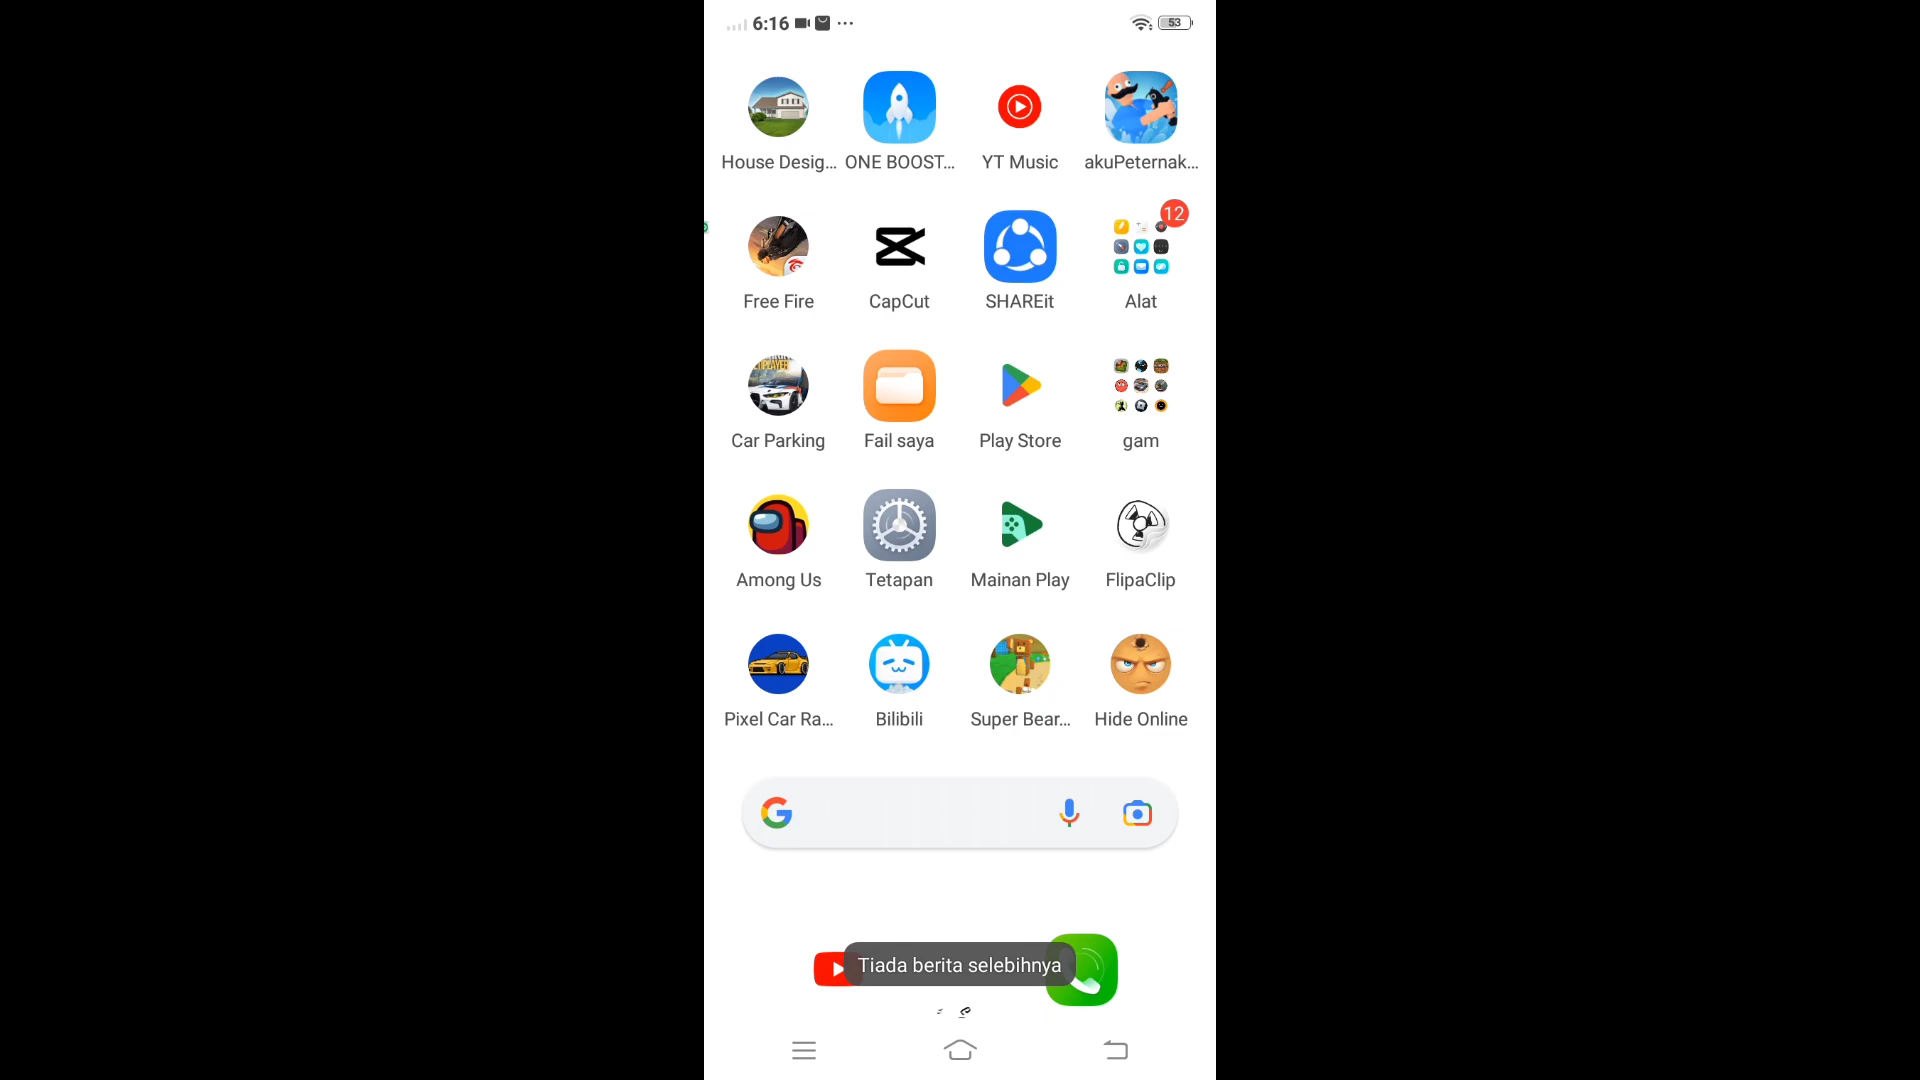 6:16 ... 53
House Desig... ONE BOOST... YT Music akuPeternak...
12
Free Fire CapCut SHAREit Alat
Car Parking Fail saya Play Store gam
Among Us Tetapan Mainan Play FlipaClip
Pixel Car Ra... Bilibili Super Bear... Hide Online
Tiada berita selebihnya